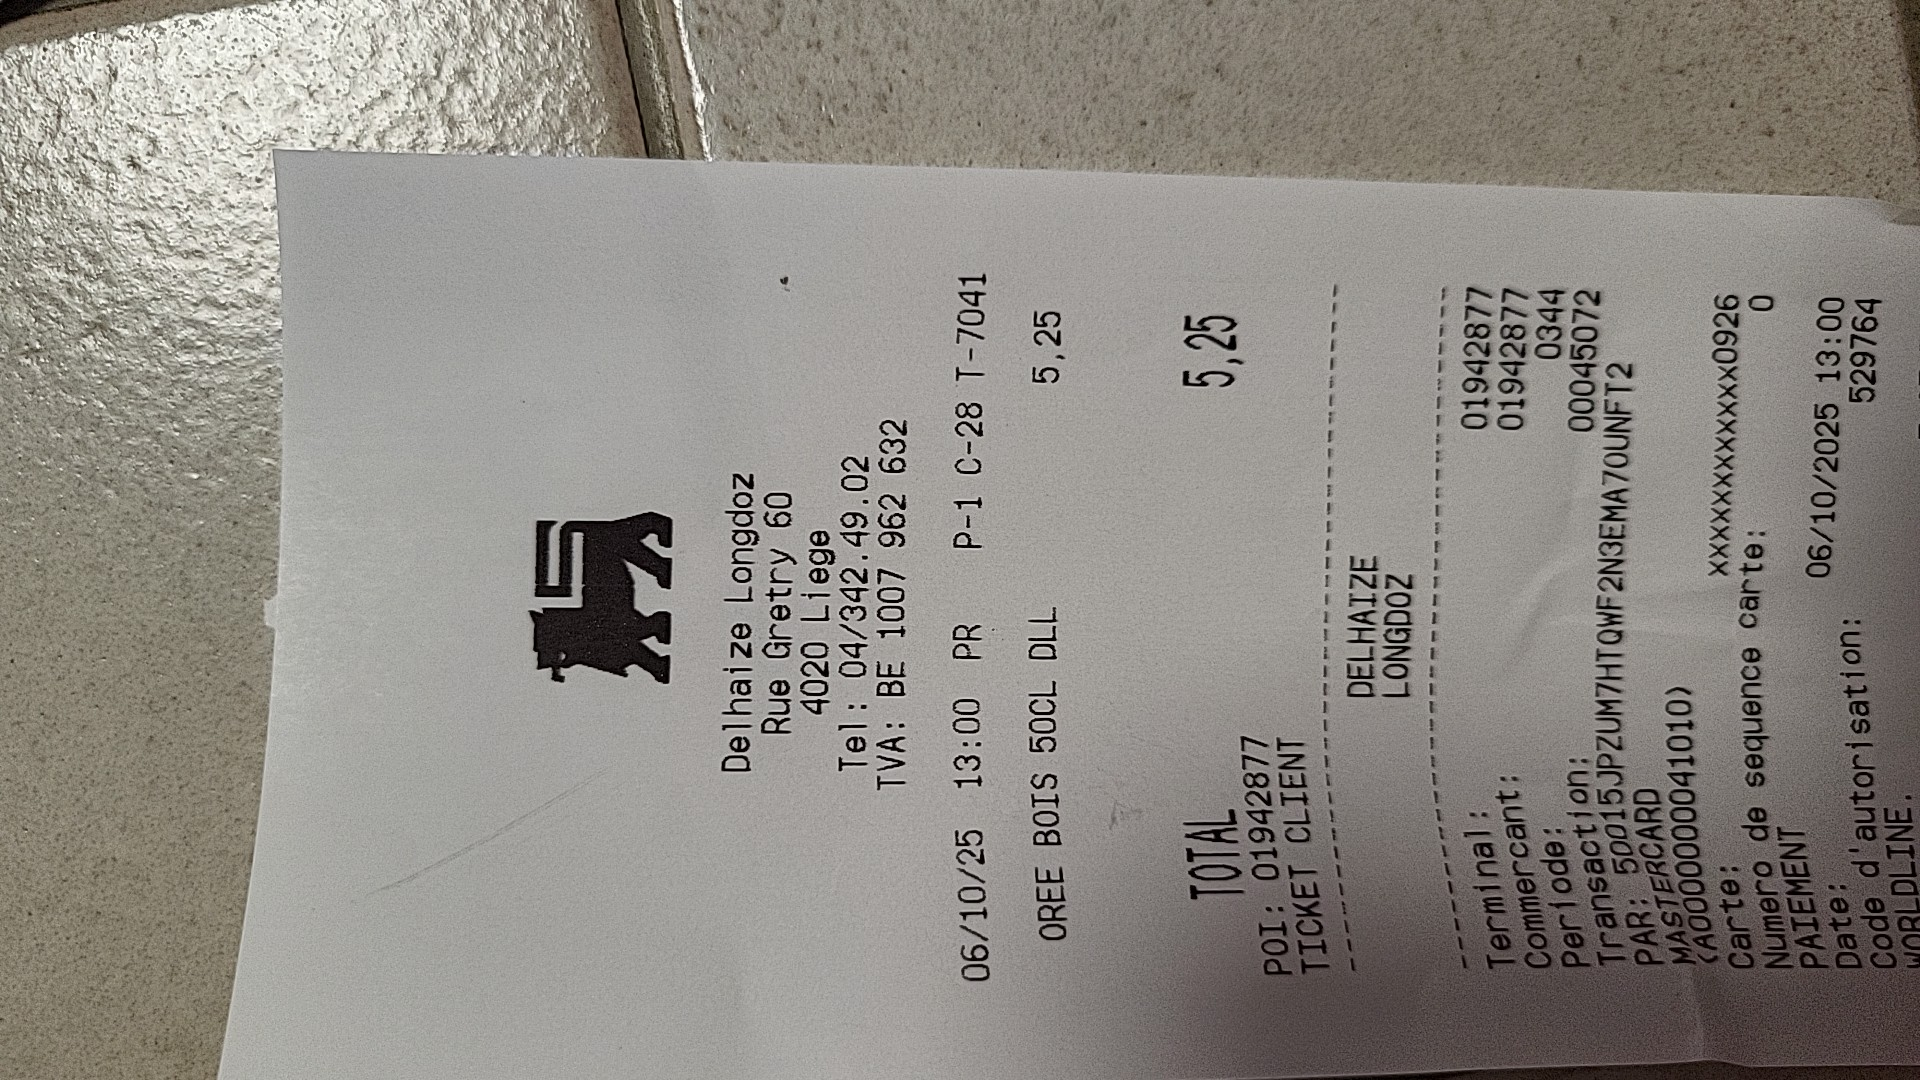 Delhaize Longdoz
Rue Gretry 60
4020 Liege
Tel: 04/342.49.02
TVA: BE 1007 962 632
06/10/25 13:00 PR P-1 C-28 T-7041
OREE BOIS 50CL DLL 5,25
TOTAL 5,25
POI: 01942877
TICKET CLIENT
--------------------------------
DELHAIZE
LONGDOZ
--------------------------------
Terminal: 01942877
Commercant: 01942877
Periode: 0344
Transaction: 00045072
PAR: 50015JPZUM7HTQWF2N3EMA70UNFT2
MASTERCARD
(A0000000041010)
Carte: xxxxxxxxxxxx0926
Numero de sequence carte: 0
PAIEMENT
Date: 06/10/2025 13:00
Code d'autorisation: 529764
WORLDLINE.